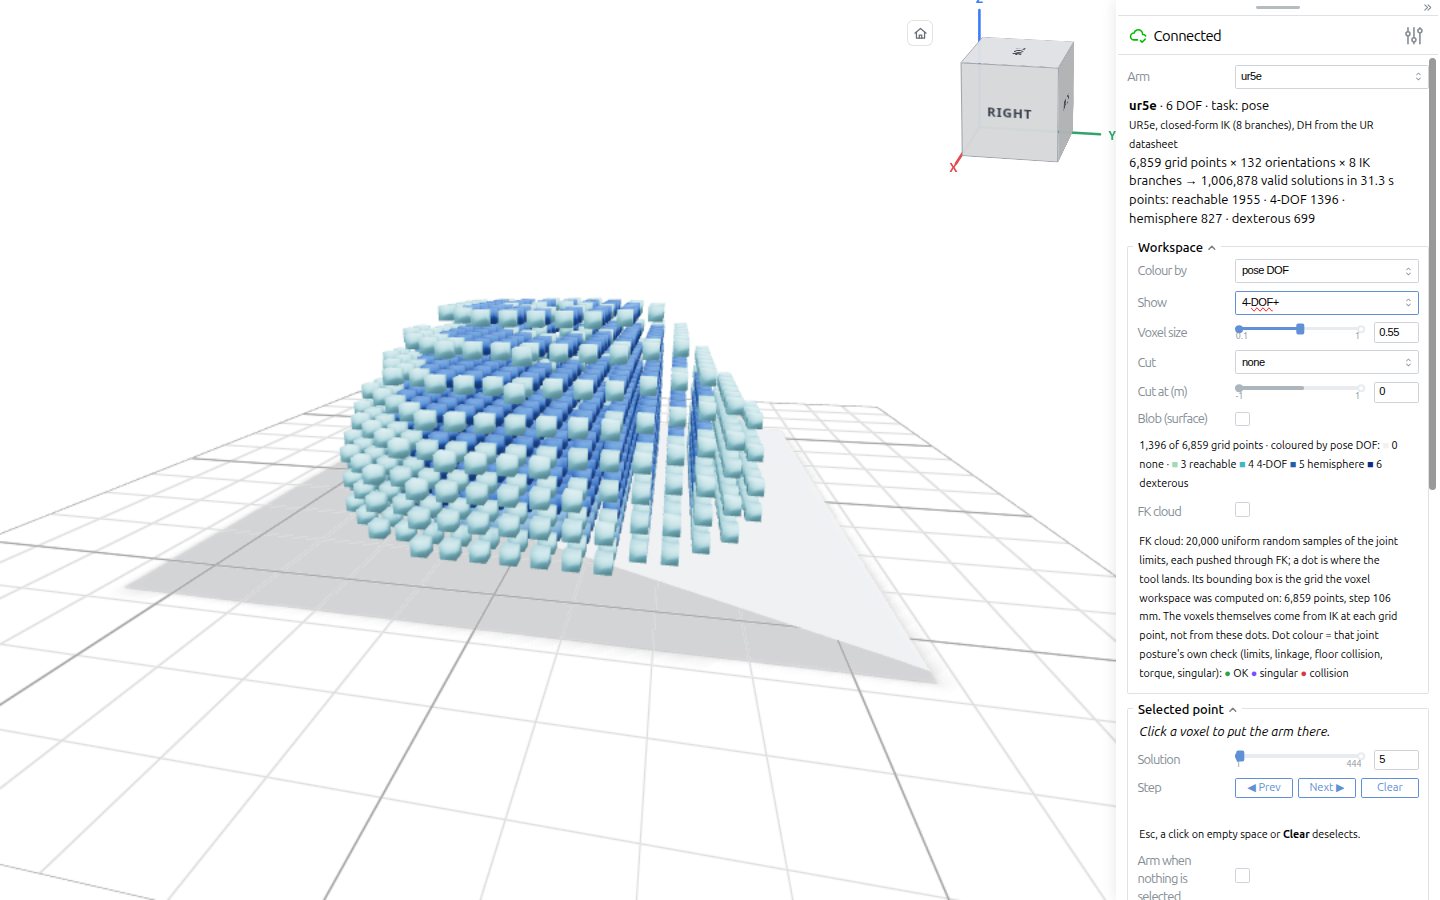 Z
RIGHT
Y
X
»
Connected
Arm
ur5e
ur5e · 6 DOF · task: pose
UR5e, closed-form IK (8 branches), DH from the UR
datasheet
6,859 grid points × 132 orientations × 8 IK
branches → 1,006,878 valid solutions in 31.3 s
points: reachable 1955 · 4-DOF 1396 ·
hemisphere 827 · dexterous 699
Workspace
Colour by
pose DOF
Show
4-DOF+
Voxel size
0.1
1
0.55
Cut
none
Cut at (m)
-1
1
0
Blob (surface)
1,396 of 6,859 grid points · coloured by pose DOF: 0
none · 3 reachable 4 4-DOF 5 hemisphere 6
dexterous
FK cloud
FK cloud: 20,000 uniform random samples of the joint
limits, each pushed through FK; a dot is where the
tool lands. Its bounding box is the grid the voxel
workspace was computed on: 6,859 points, step 106
mm. The voxels themselves come from IK at each grid
point, not from these dots. Dot colour = that joint
posture's own check (limits, linkage, floor collision,
torque, singular): OK singular collision
Selected point
Click a voxel to put the arm there.
Solution
1
444
5
Step
◀ Prev
Next ▶
Clear
Esc, a click on empty space or Clear deselects.
Arm when
nothing is
selected